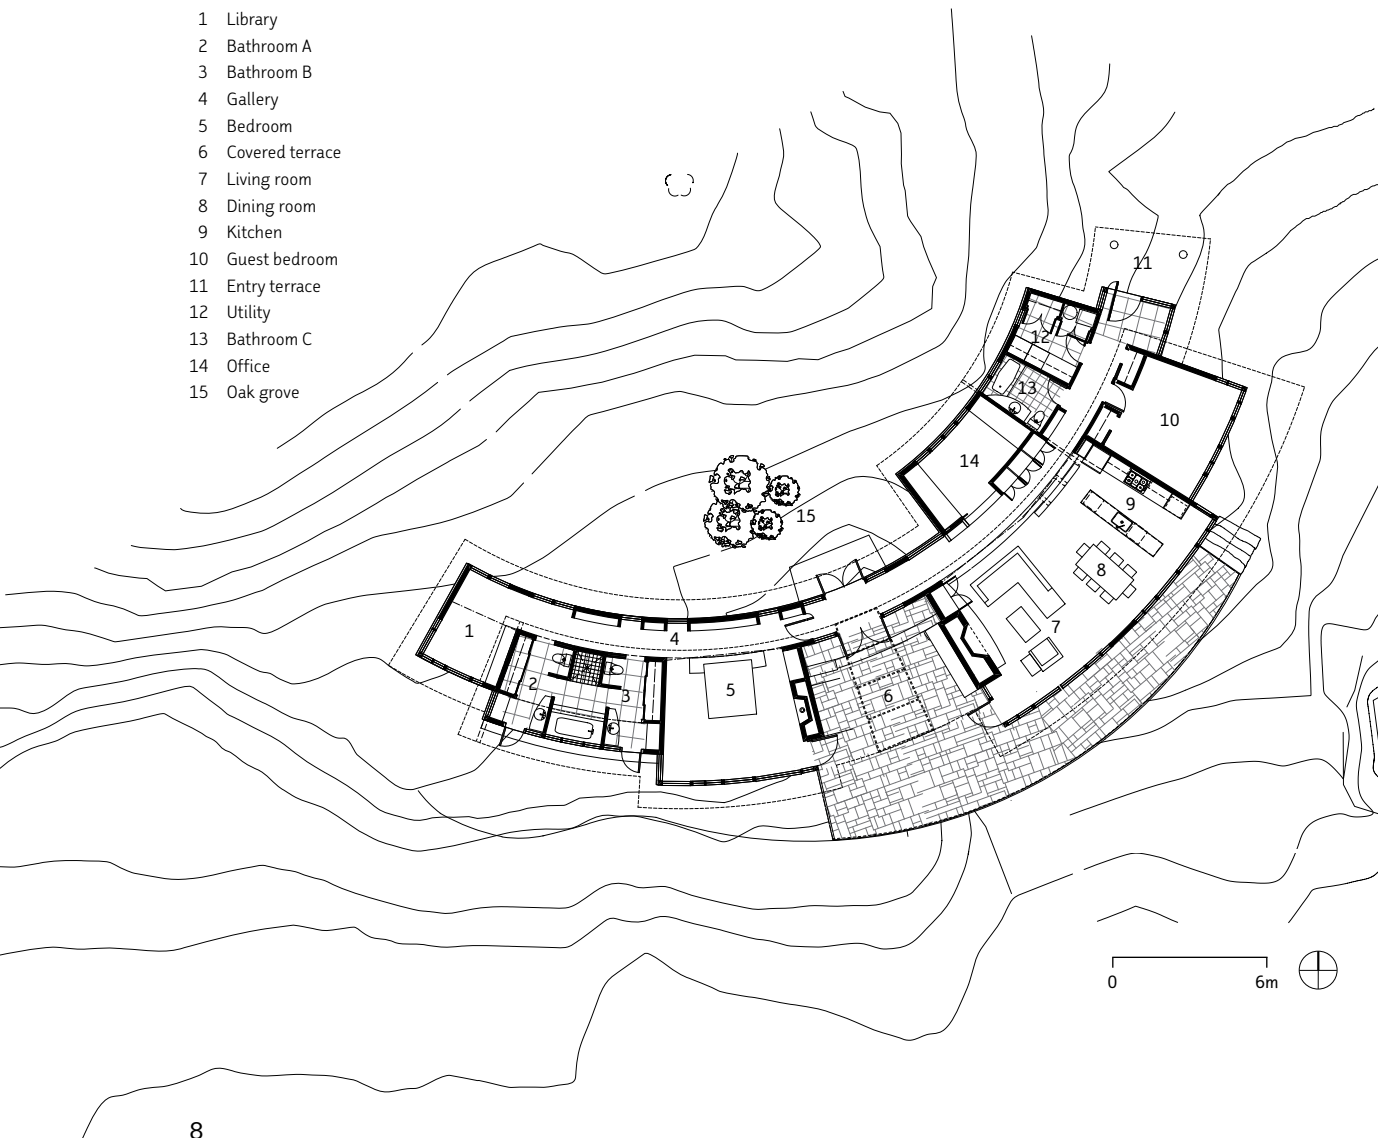 1 Library
2 Bathroom A
3 Bathroom B
4 Gallery
5 Bedroom
6 Covered terrace
7 Living room
8 Dining room
9 Kitchen
10 Guest bedroom
11 Entry terrace
12 Utility
13 Bathroom C
14 Office
15 Oak grove
11
12
13
10
14
9
15
8
7
1
4
2
3
5
6
0 6m
8